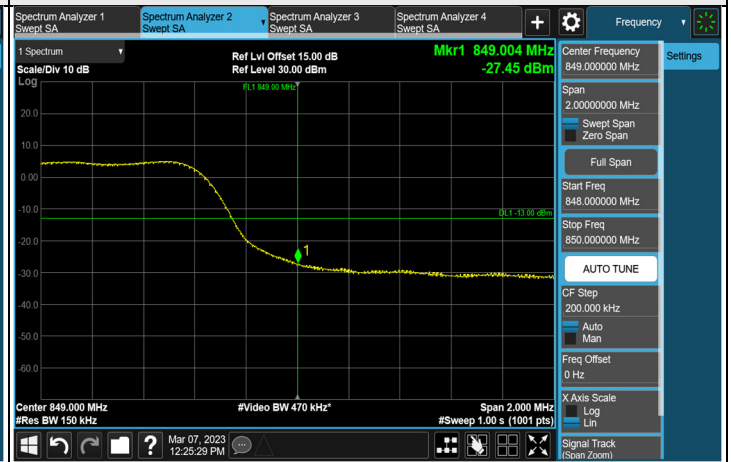 Spectrum Analyzer 1
Swept SA
Spectrum Analyzer 2
Swept SA
Spectrum Analyzer 3
Swept SA
Spectrum Analyzer 4
Swept SA
+
Frequency
1 Spectrum
Scale/Div 10 dB
Log
Ref Lvl Offset 15.00 dB
Ref Level 30.00 dBm
Mkr1 849.004 MHz
-27.45 dBm
FL1 849.00 MHz
20.0
10.0
0.00
-10.0
DL1 -13.00 dBm
-20.0
1
-30.0
-40.0
-50.0
-60.0
Center 849.000 MHz
#Video BW 470 kHz*
Span 2.000 MHz
#Res BW 150 kHz
#Sweep 1.00 s (1001 pts)
Center Frequency
849.000000 MHz
Settings
Span
2.00000000 MHz
Swept Span
Zero Span
Full Span
Start Freq
848.000000 MHz
Stop Freq
850.000000 MHz
AUTO TUNE
CF Step
200.000 kHz
Auto
Man
Freq Offset
0 Hz
X Axis Scale
Log
Lin
Signal Track
(Span Zoom)
?
Mar 07, 2023
12:25:29 PM